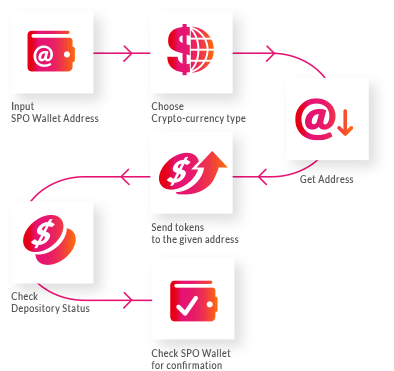 Input
SPO Wallet Address
Choose
Crypto-currency type
Get Address
Send tokens
to the given address
Check
Depository Status
Check SPO Wallet
for confirmation